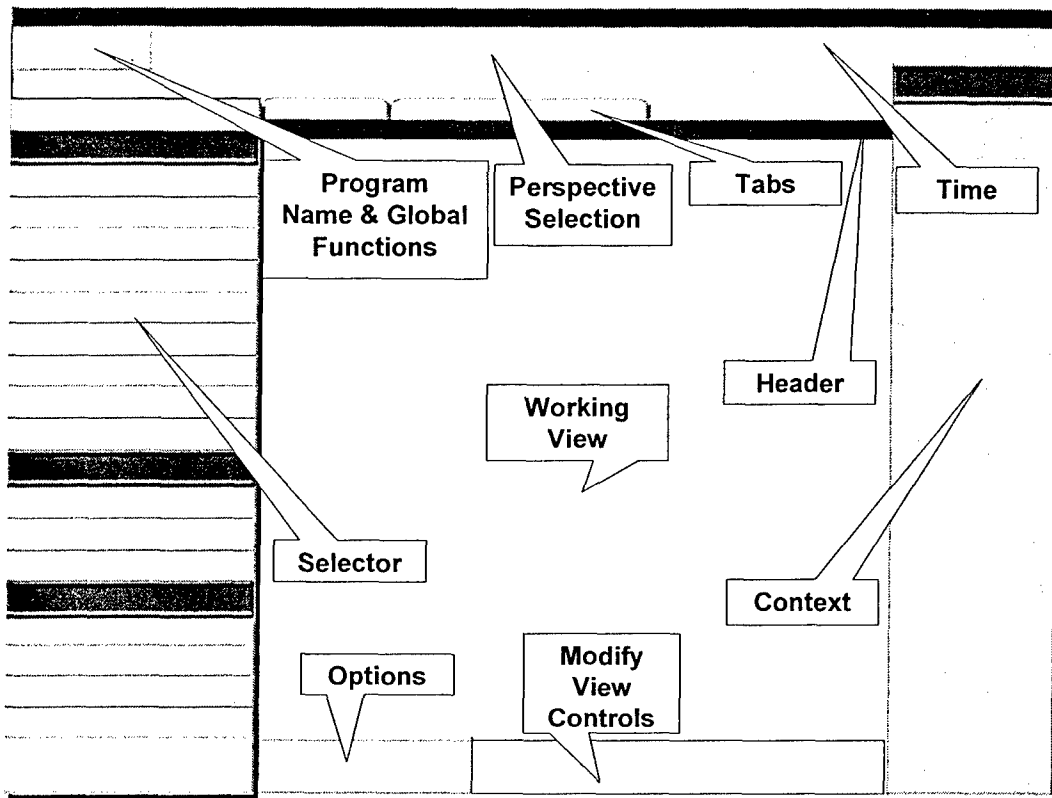 Program
Name & Global
Functions
Perspective
Selection
Tabs
Time
Header
Working
View
Selector
Context
Options
Modify
View
Controls